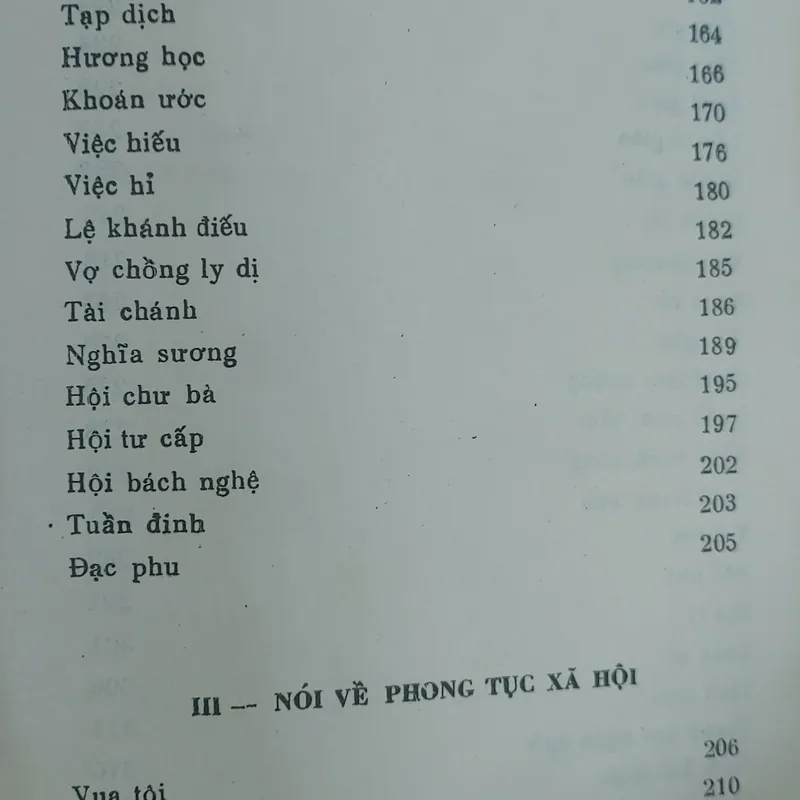 Tạp dịch 164
Hương học 166
Khoán ước 170
Việc hiếu 176
Việc hỉ 180
Lệ khánh điếu 182
Vợ chồng ly dị 185
Tài chánh 186
Nghĩa sương 189
Hội chư bà 195
Hội tư cấp 197
Hội bách nghệ 202
Tuần đinh 203
Đạc phu 205
III — NÓI VỀ PHONG TỤC XÃ HỘI
Vua tôi 206
210